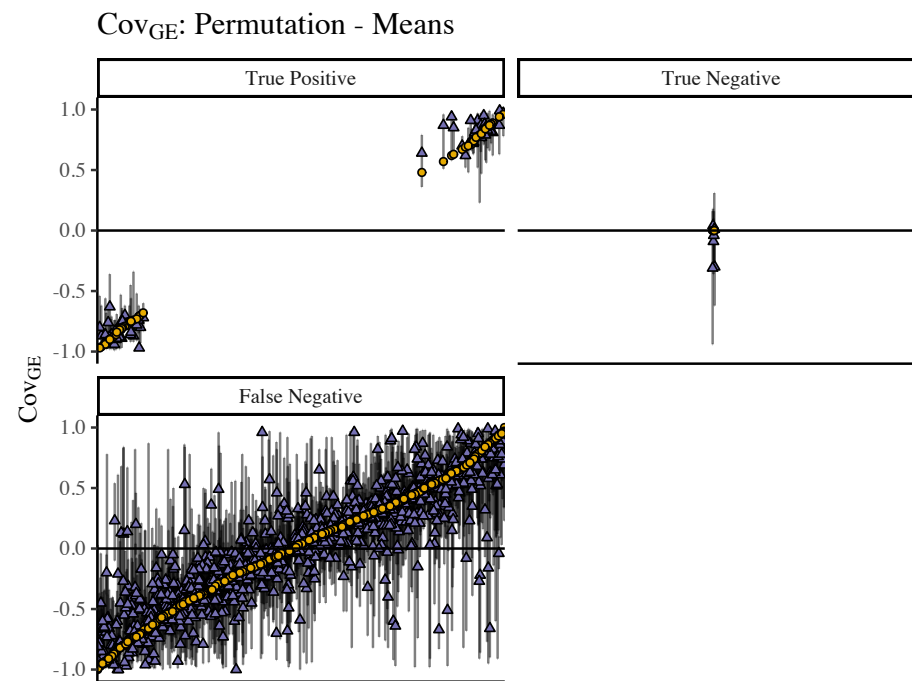 Cov_GE: Permutation - Means
True Positive
True Negative
1.0
0.5
0.0
-0.5
-1.0
Cov_GE
False Negative
1.0
0.5
0.0
-0.5
-1.0